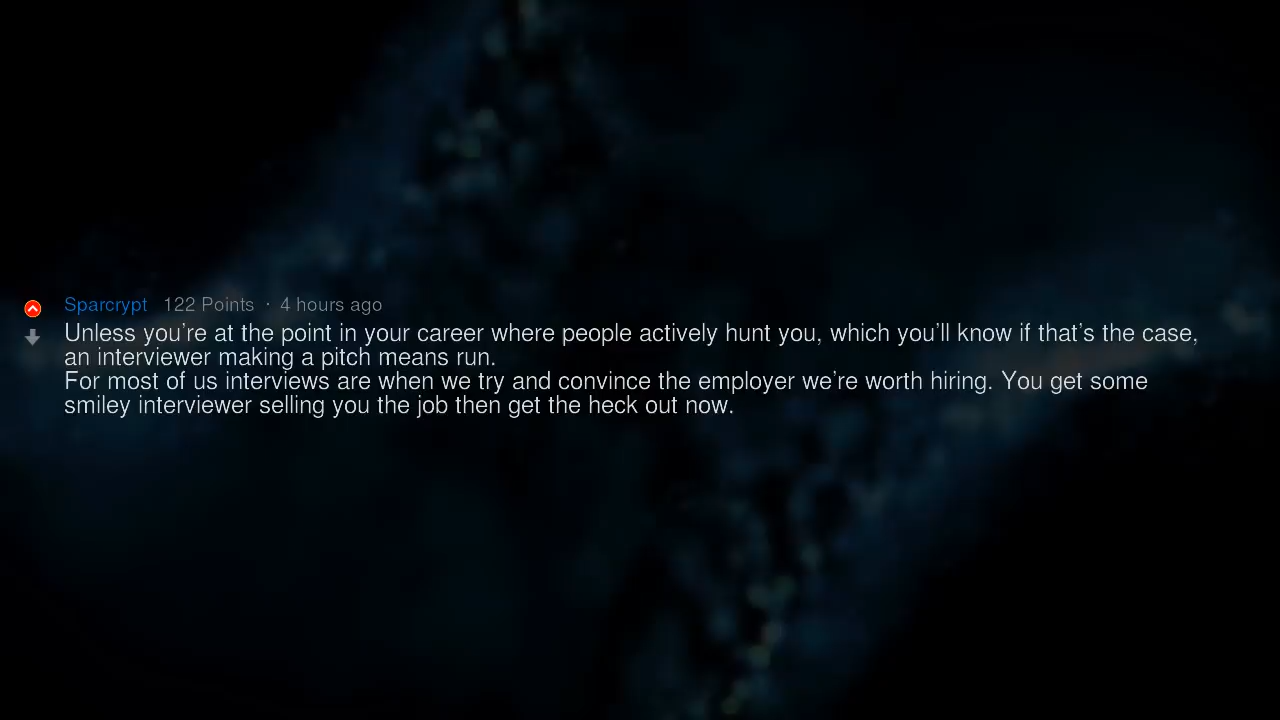 Sparcrypt 122 Points · 4 hours ago
Unless you're at the point in your career where people actively hunt you, which you'll know if that's the case,
an interviewer making a pitch means run.
For most of us interviews are when we try and convince the employer we're worth hiring. You get some
smiley interviewer selling you the job then get the heck out now.